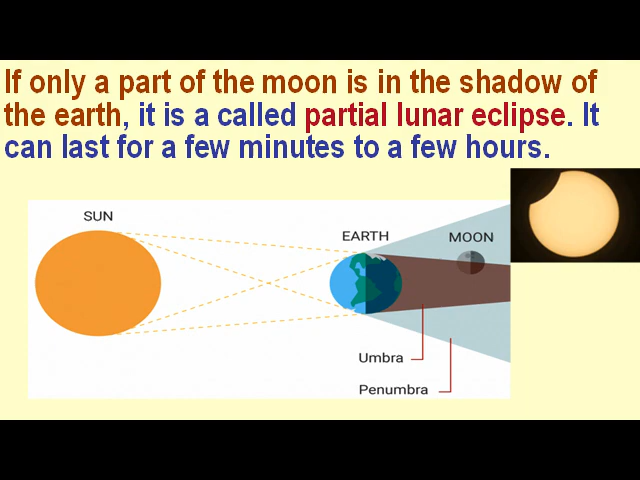 If only a part of the moon is in the shadow of
the earth, it is a called partial lunar eclipse. It
can last for a few minutes to a few hours.
SUN
EARTH
MOON
Umbra
Penumbra